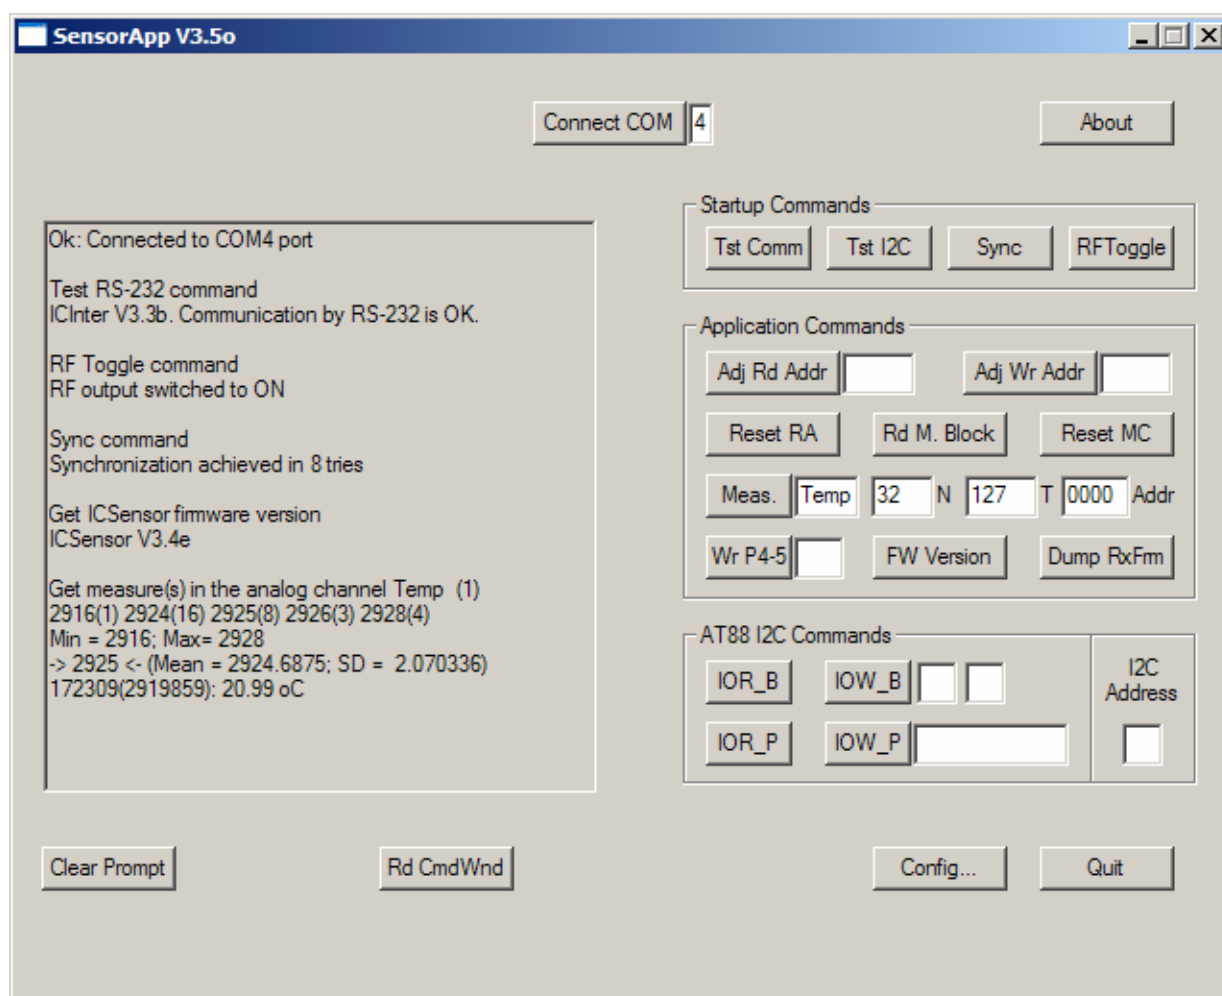 SensorApp V3.5o
Connect COM 4
About
Ok: Connected to COM4 port
Test RS-232 command
ICInter V3.3b. Communication by RS-232 is OK.
RF Toggle command
RF output switched to ON
Sync command
Synchronization achieved in 8 tries
Get ICSensor firmware version
ICSensor V3.4e
Get measure(s) in the analog channel Temp (1)
2916(1) 2924(16) 2925(8) 2926(3) 2928(4)
Min = 2916; Max= 2928
-> 2925 <- (Mean = 2924.6875; SD = 2.070336)
172309(2919859): 20.99 oC
Startup Commands
Tst Comm Tst I2C Sync RFToggle
Application Commands
Adj Rd Addr Adj Wr Addr
Reset RA Rd M. Block Reset MC
Meas. Temp 32 N 127 T 0000 Addr
Wr P4-5 FW Version Dump RxFrm
AT88 I2C Commands
IOR_B IOW_B
IOR_P IOW_P
I2C
Address
Clear Prompt Rd CmdWnd Config... Quit